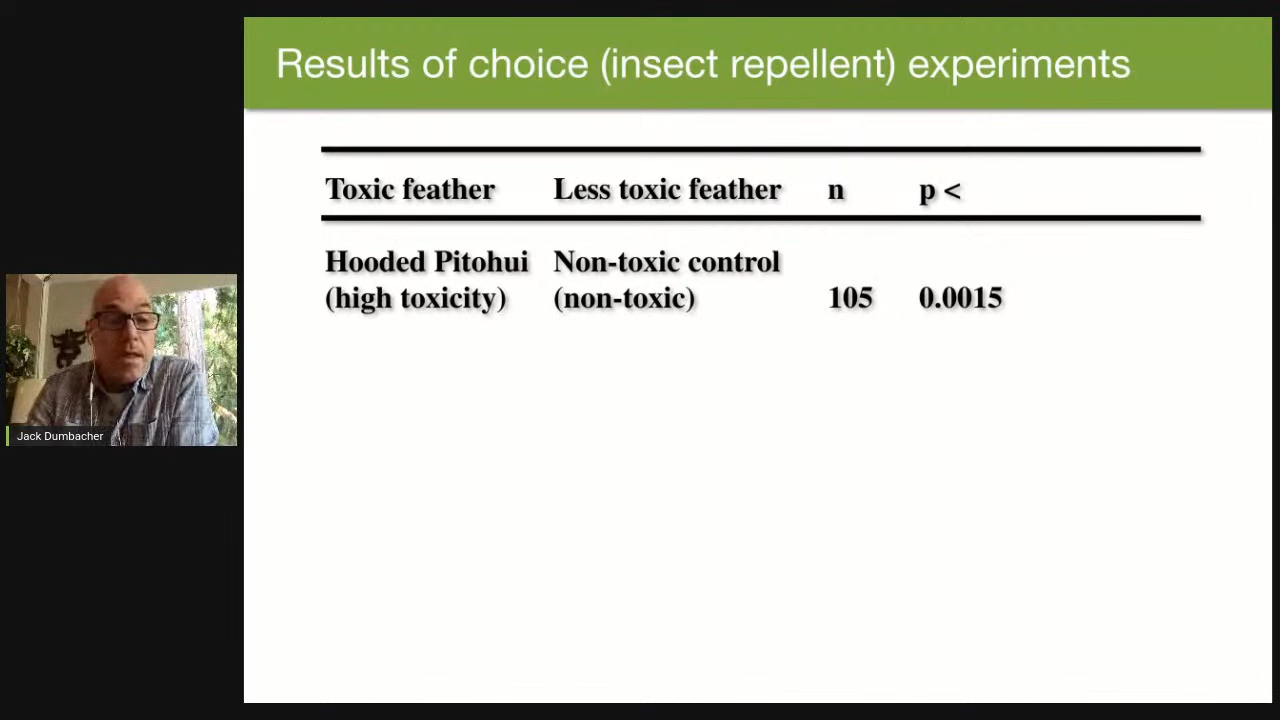 Results of choice (insect repellent) experiments
Toxic feather Less toxic feather n p <
Hooded Pitohui Non-toxic control
(high toxicity) (non-toxic) 105 0.0015
Jack Dumbacher